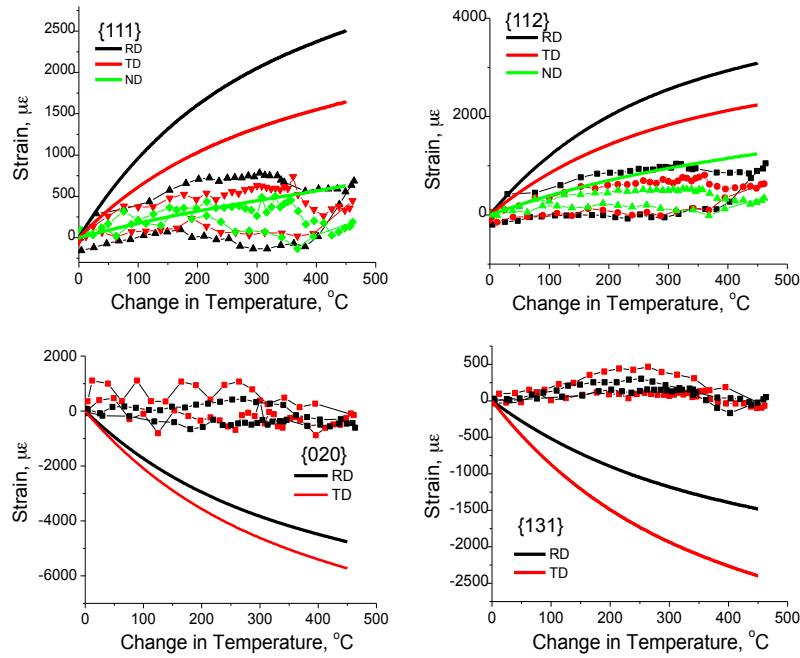 {111}
RD
TD
ND
2500
2000
1500
1000
500
0
Strain, με
0 100 200 300 400 500
Change in Temperature, °C
{112}
RD
TD
ND
4000
2000
0
Strain, με
0 100 200 300 400 500
Change in Temperature, °C
2000
0
-2000
-4000
-6000
Strain, με
{020}
RD
TD
0 100 200 300 400 500
Change in Temperature, °C
500
0
-500
-1000
-1500
-2000
-2500
Strain, με
{131}
RD
TD
0 100 200 300 400 500
Change in Temperature, °C